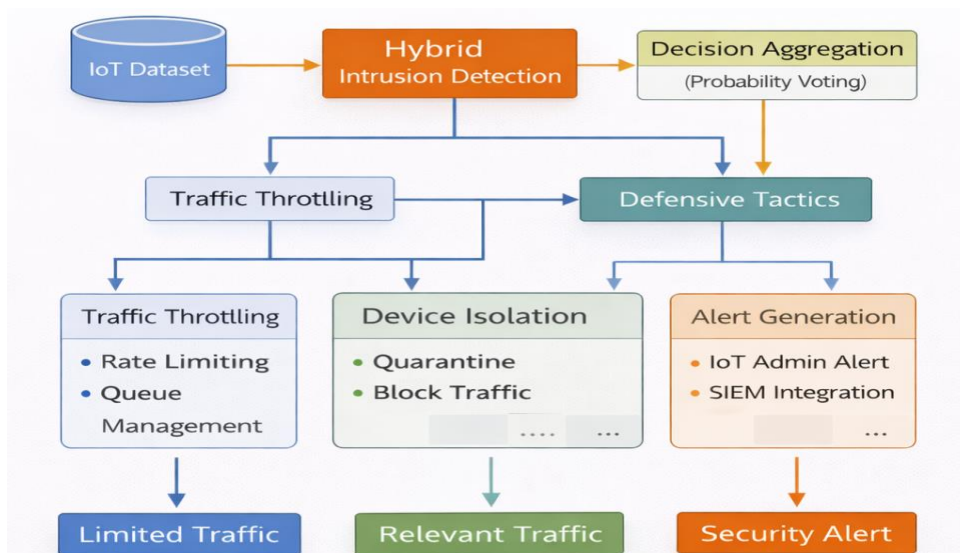 IoT Dataset
Hybrid
Intrusion Detection
Decision Aggregation
(Probability Voting)
Traffic Throtlling
Defensive Tactics
Traffic Throtlling
• Rate Limiting
• Queue
Management
Device Isolation
• Quarantine
• Block Traffic
.... ...
Alert Generation
• IoT Admin Alert
• SIEM Integration
...
Limited Traffic
Relevant Traffic
Security Alert